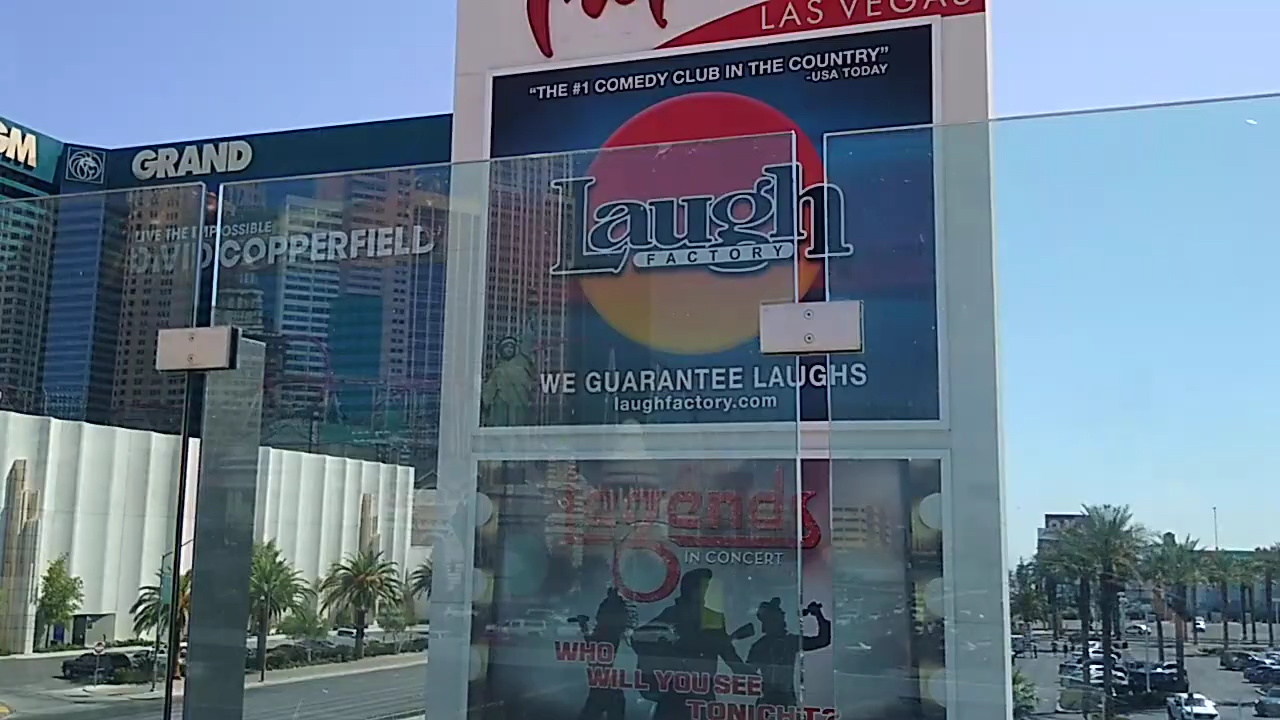 LAS VEGAS
"THE #1 COMEDY CLUB IN THE COUNTRY"
-USA TODAY
Laugh
FACTORY
WE GUARANTEE LAUGHS
laughfactory.com
legends
IN CONCERT
WHO
WILL YOU SEE
TONIGHT?
GM
GRAND
LIVE THE IMPOSSIBLE
DAVID COPPERFIELD